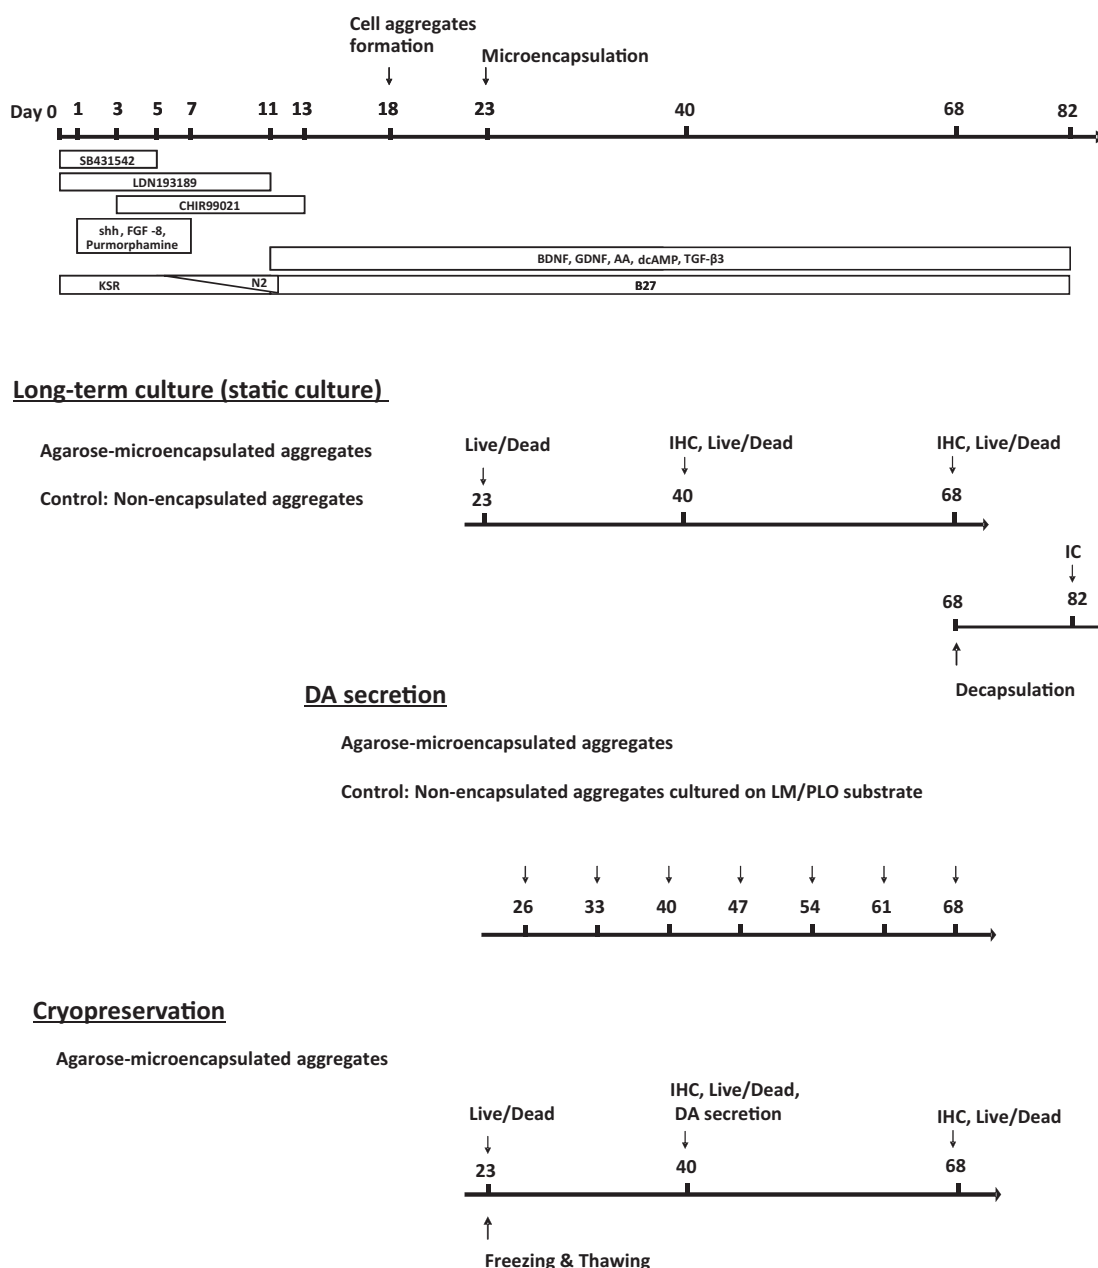 Cell aggregates
formation
Microencapsulation
Day 0 1 3 5 7 11 13 18 23 40 68 82
SB431542
LDN193189
CHIR99021
shh, FGF -8,
Purmorphamine
BDNF, GDNF, AA, dcAMP, TGF-β3
KSR N2 B27
Long-term culture (static culture)
Agarose-microencapsulated aggregates
Control: Non-encapsulated aggregates
Live/Dead IHC, Live/Dead IHC, Live/Dead
23 40 68
IC
68 82
Decapsulation
DA secretion
Agarose-microencapsulated aggregates
Control: Non-encapsulated aggregates cultured on LM/PLO substrate
26 33 40 47 54 61 68
Cryopreservation
Agarose-microencapsulated aggregates
Live/Dead IHC, Live/Dead,
DA secretion IHC, Live/Dead
23 40 68
Freezing & Thawing